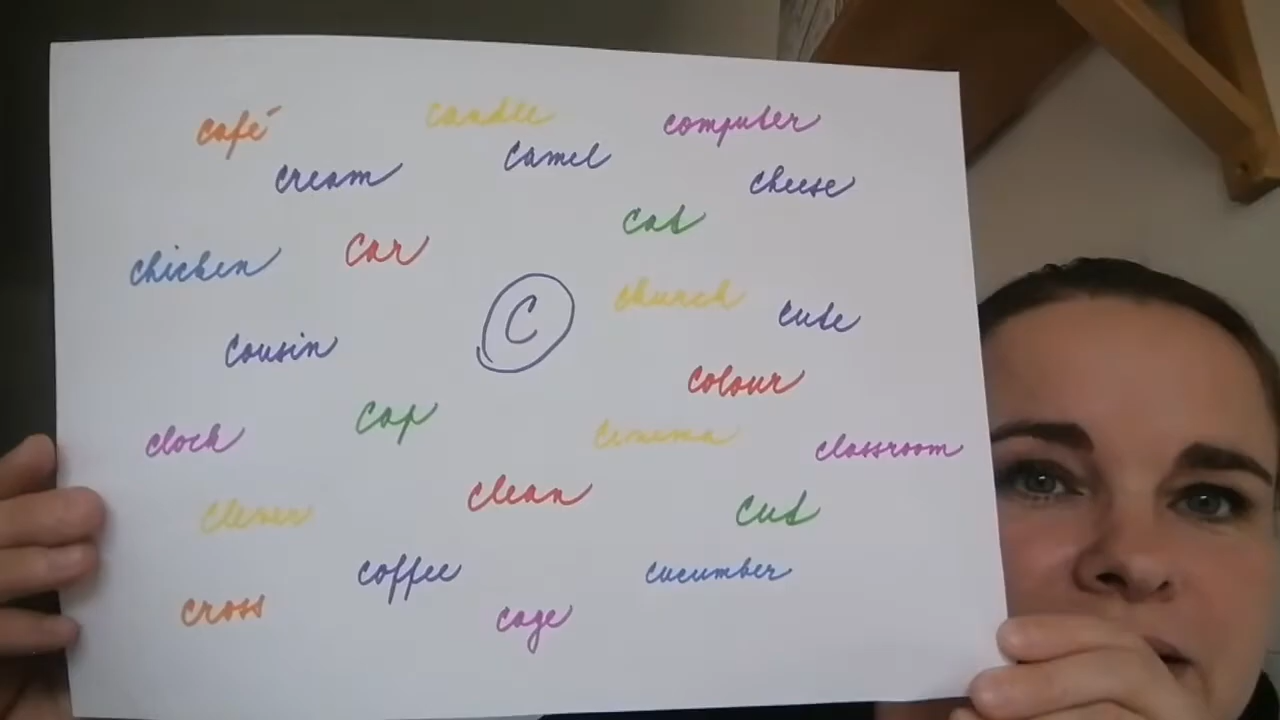 café
candle
computer
cream
camel
cheese
cat
chicken
car
church
cute
C
cousin
colour
cap
clock
cinema
classroom
clever
clean
cut
coffee
cucumber
cross
cage